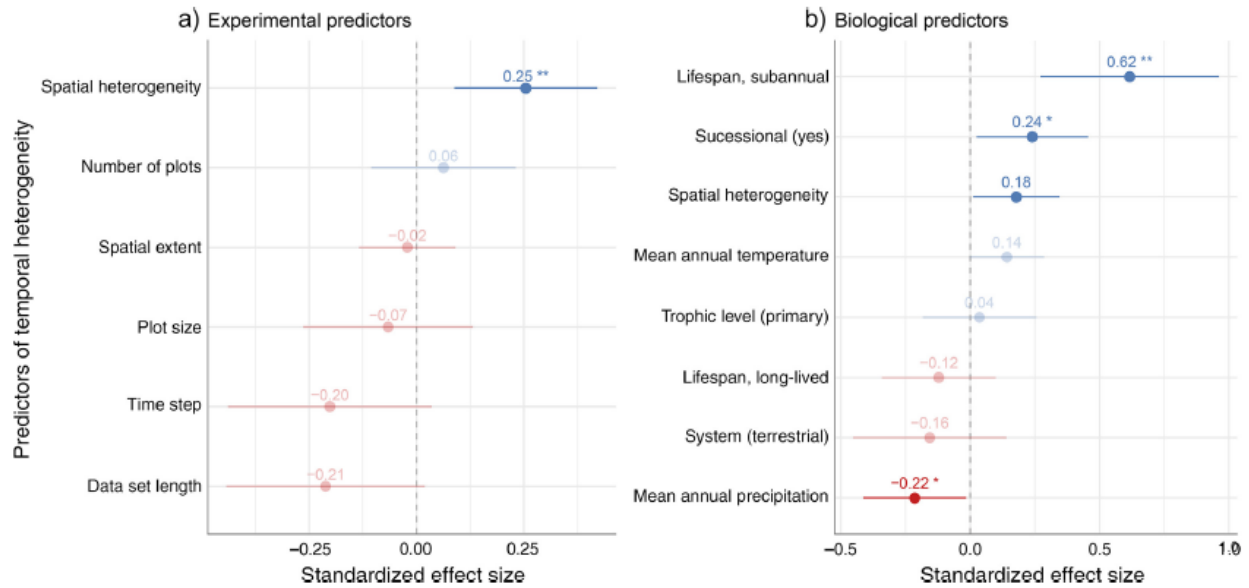 a) Experimental predictors
Predictors of temporal heterogeneity
Spatial heterogeneity
0.25 **
Number of plots
0.06
Spatial extent
−0.02
Plot size
−0.07
Time step
−0.20
Data set length
−0.21
−0.25 0.00 0.25
Standardized effect size
b) Biological predictors
Lifespan, subannual
0.62 **
Sucessional (yes)
0.24 *
Spatial heterogeneity
0.18
Mean annual temperature
0.14
Trophic level (primary)
0.04
Lifespan, long-lived
−0.12
System (terrestrial)
−0.16
Mean annual precipitation
−0.22 *
−0.5 0.0 0.5
Standardized effect size